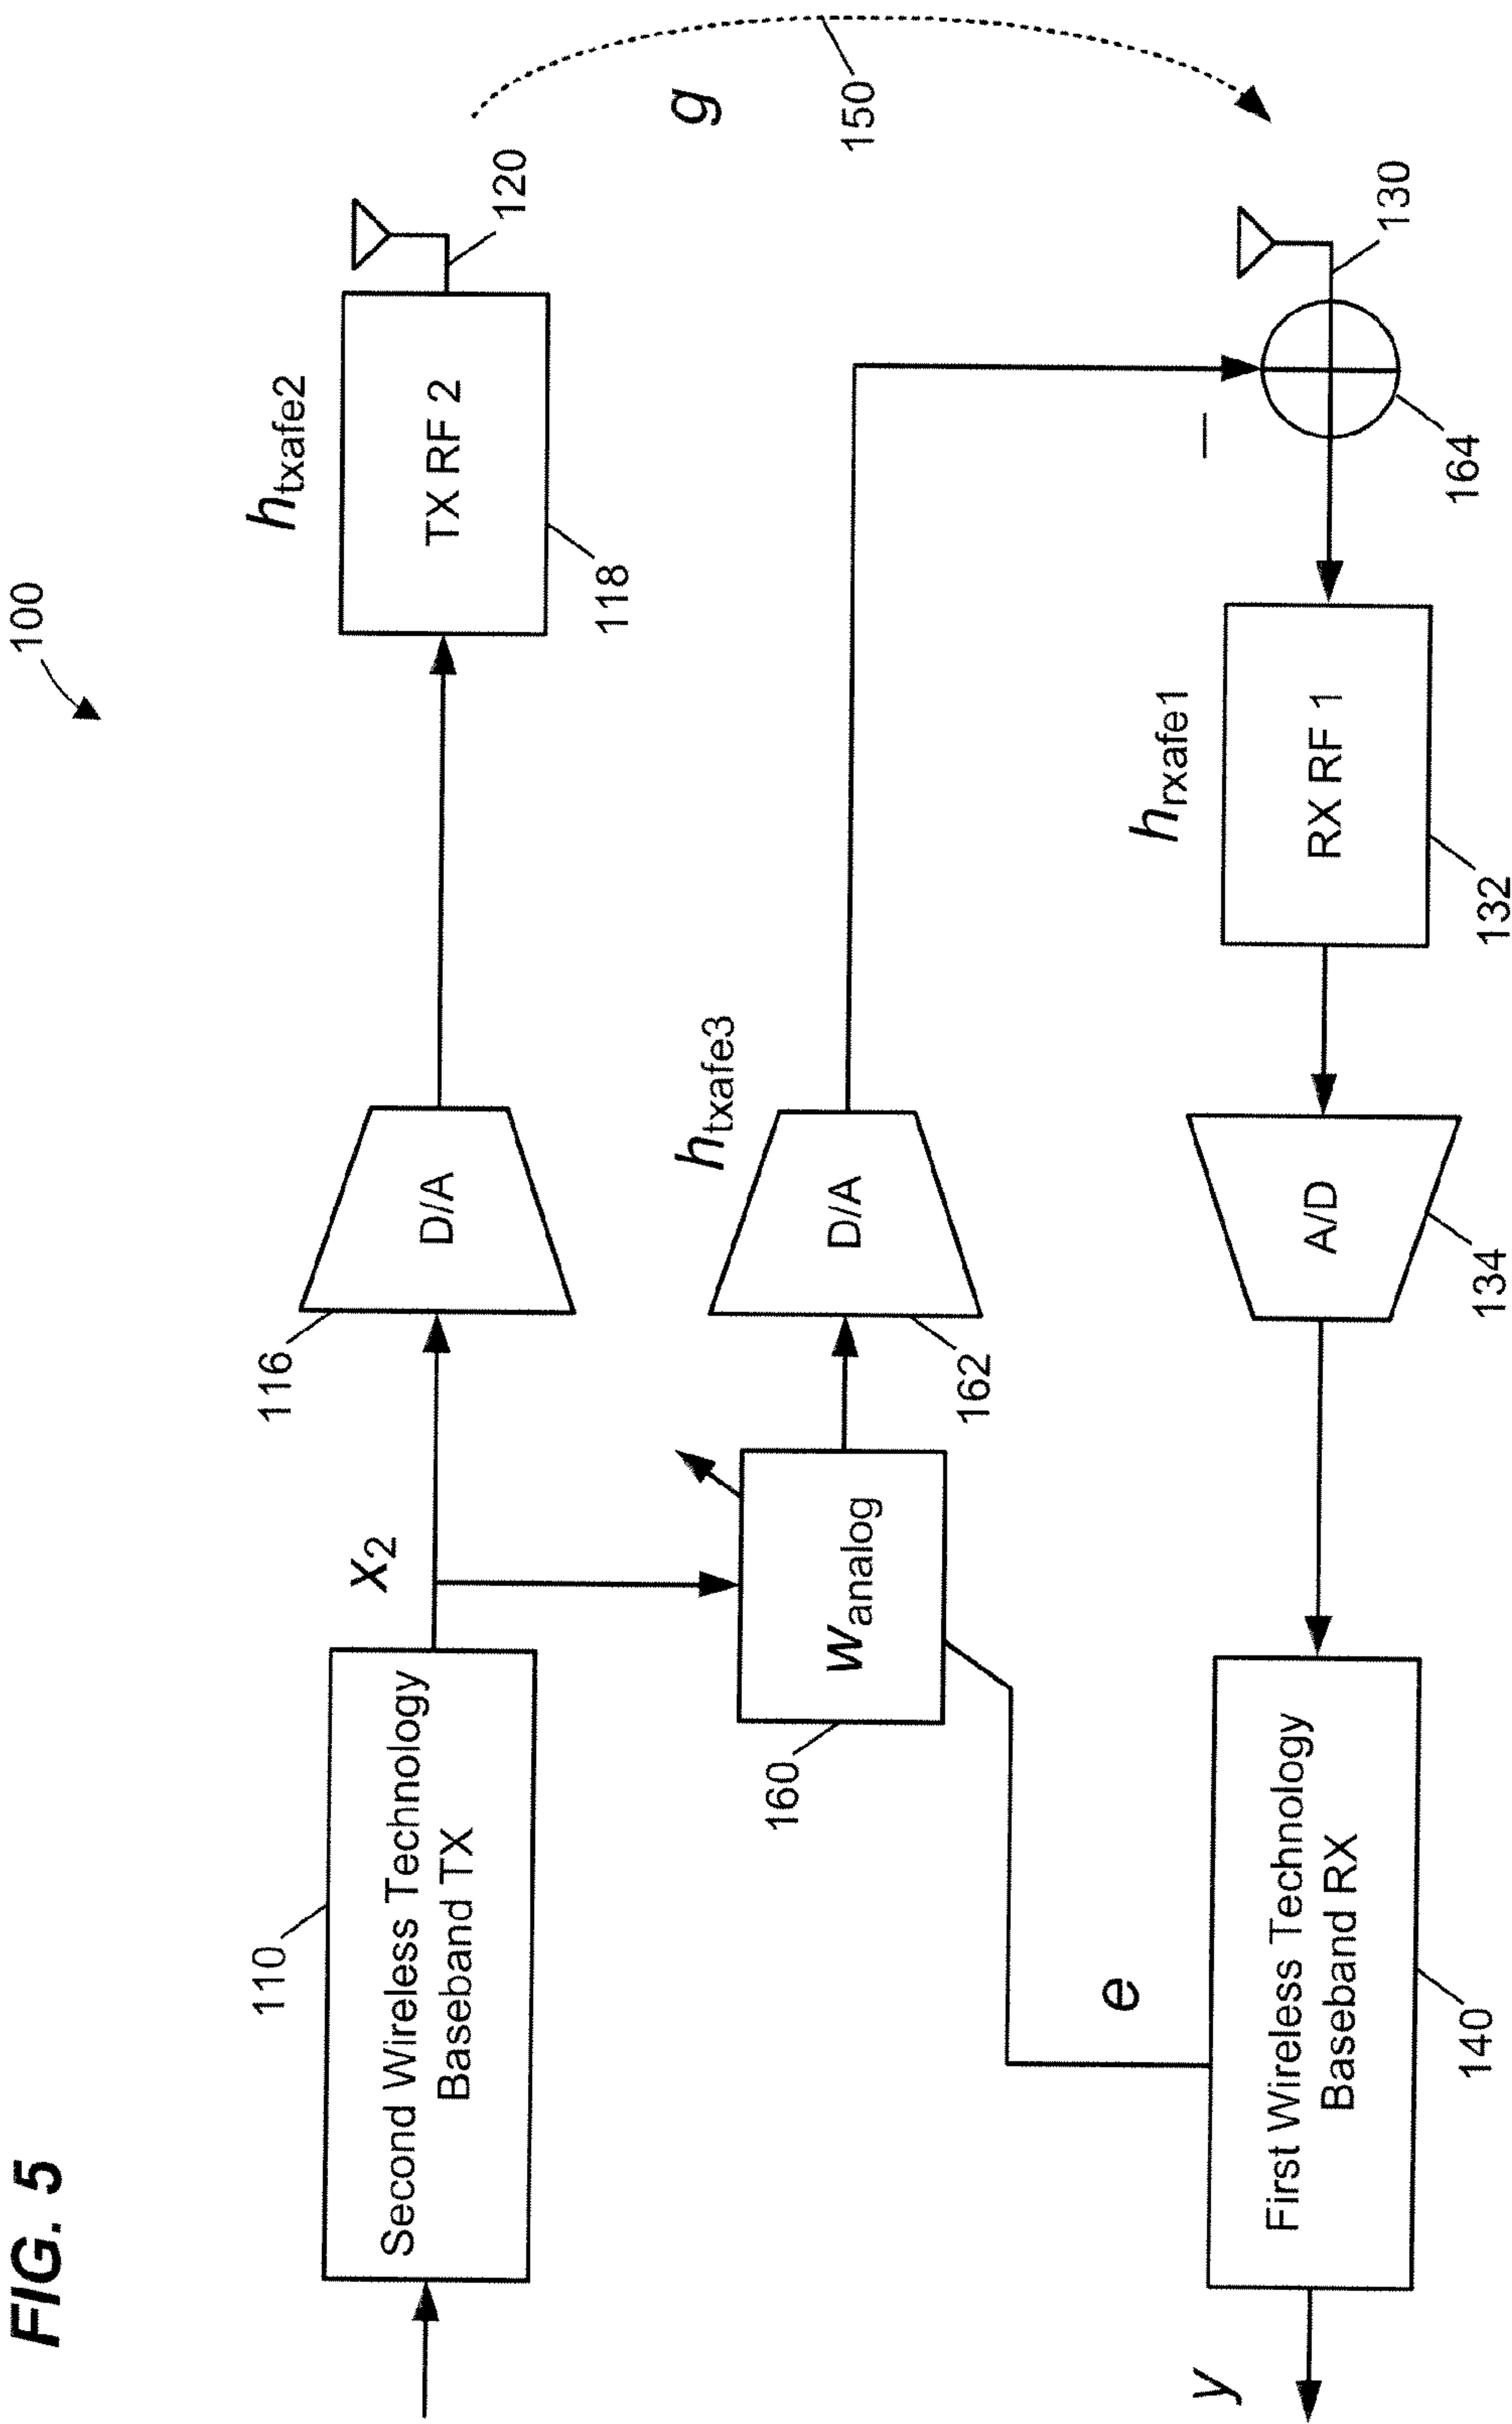 FIG. 5
100
110
Second Wireless Technology
Baseband TX
x2
116
D/A
htxafe2
TX RF 2
118
120
g
150
160
Wanalog
162
D/A
htxafe3
130
164
hrxafe1
RX RF 1
132
A/D
134
e
First Wireless Technology
Baseband RX
140
y
–